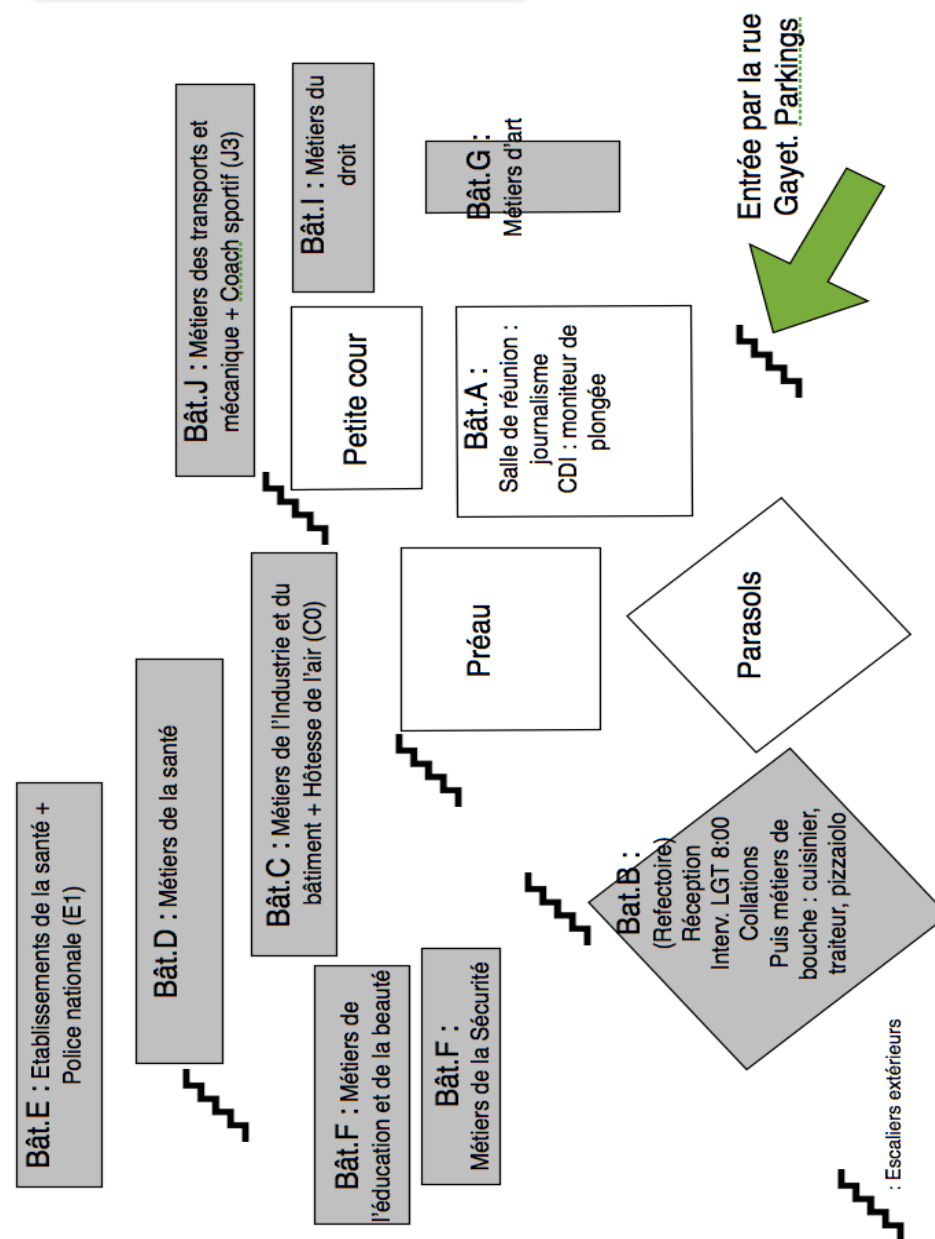 Bât.E : Etablissements de la santé +
Police nationale (E1)
Bât.D : Métiers de la santé
Bât.J : Métiers des transports et
mécanique + Coach sportif (J3)
Bât.C : Métiers de l'Industrie et du
bâtiment + Hôtesse de l'air (C0)
Bât.I : Métiers du
droit
Petite cour
Bât.F : Métiers de
l'éducation et de la beauté
Bât.F :
Métiers de la Sécurité
Préau
Bât.A :
Salle de réunion :
journalisme
CDI : moniteur de
plongée
Bât.G :
Métiers d'art
Bat.B :
(Refectoire)
Réception
Interv. LGT 8:00
Collations
Puis métiers de
bouche : cuisinier,
traiteur, pizzaiolo
Parasols
Entrée par la rue
Gayet. Parkings
: Escaliers extérieurs